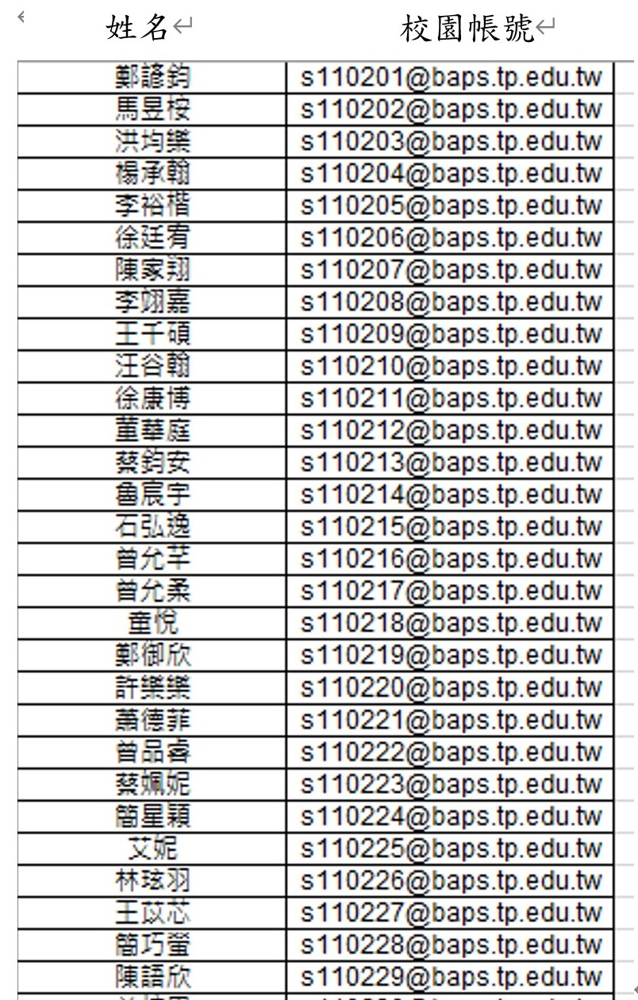 姓名 校園帳號
鄭諺鈞 s110201@baps.tp.edu.tw
馬昱桉 s110202@baps.tp.edu.tw
洪均樂 s110203@baps.tp.edu.tw
楊承翰 s110204@baps.tp.edu.tw
李裕楷 s110205@baps.tp.edu.tw
徐廷宥 s110206@baps.tp.edu.tw
陳家翔 s110207@baps.tp.edu.tw
李翊嘉 s110208@baps.tp.edu.tw
王千碩 s110209@baps.tp.edu.tw
汪谷翰 s110210@baps.tp.edu.tw
徐康博 s110211@baps.tp.edu.tw
董華庭 s110212@baps.tp.edu.tw
蔡鈞安 s110213@baps.tp.edu.tw
魯宸宇 s110214@baps.tp.edu.tw
石弘逸 s110215@baps.tp.edu.tw
曾允芊 s110216@baps.tp.edu.tw
曾允柔 s110217@baps.tp.edu.tw
童悅 s110218@baps.tp.edu.tw
鄭御欣 s110219@baps.tp.edu.tw
許樂樂 s110220@baps.tp.edu.tw
蕭德菲 s110221@baps.tp.edu.tw
曾品睿 s110222@baps.tp.edu.tw
蔡姵妮 s110223@baps.tp.edu.tw
簡星穎 s110224@baps.tp.edu.tw
艾妮 s110225@baps.tp.edu.tw
林玹羽 s110226@baps.tp.edu.tw
王苡芯 s110227@baps.tp.edu.tw
簡巧螢 s110228@baps.tp.edu.tw
陳語欣 s110229@baps.tp.edu.tw